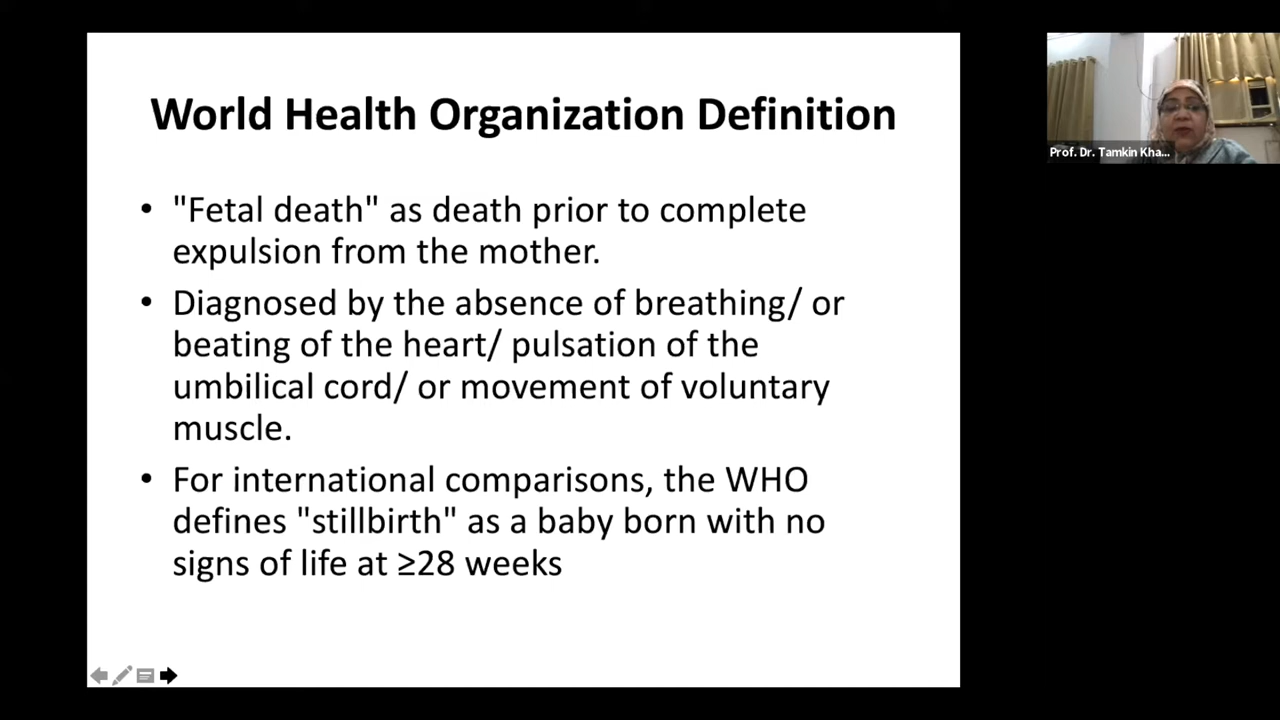 World Health Organization Definition
• "Fetal death" as death prior to complete
expulsion from the mother.
• Diagnosed by the absence of breathing/ or
beating of the heart/ pulsation of the
umbilical cord/ or movement of voluntary
muscle.
• For international comparisons, the WHO
defines "stillbirth" as a baby born with no
signs of life at ≥28 weeks
Prof. Dr. Tamkin Kha...